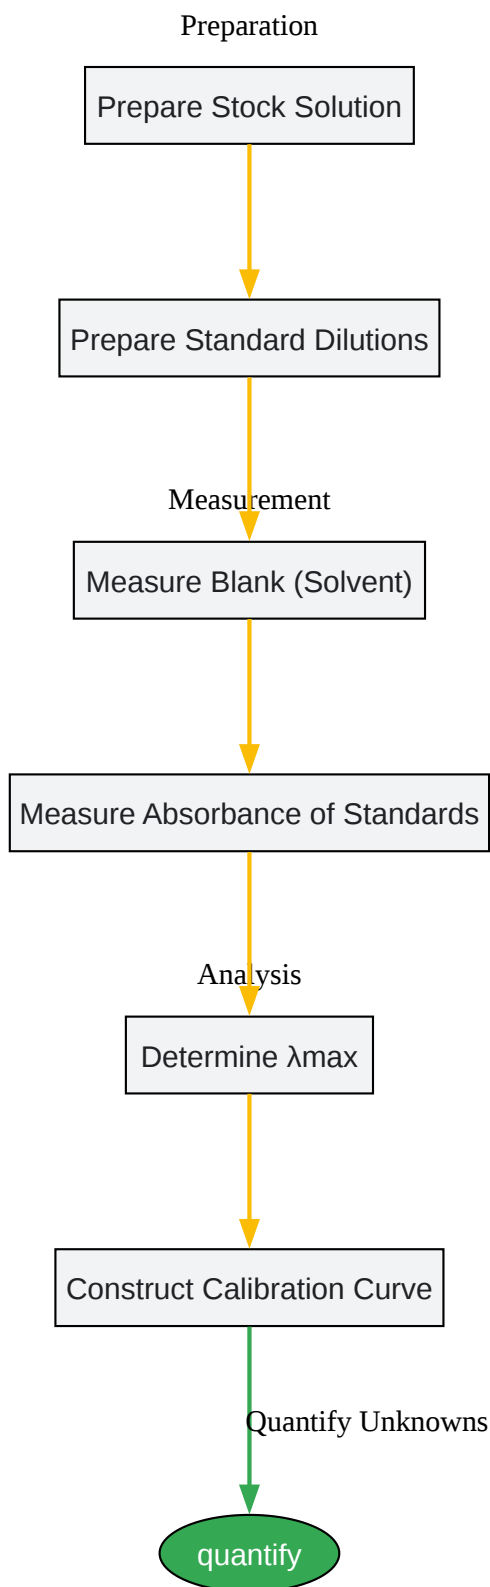 Preparation
Prepare Stock Solution
Prepare Standard Dilutions
Measurement
Measure Blank (Solvent)
Measure Absorbance of Standards
Analysis
Determine λmax
Construct Calibration Curve
Quantify Unknowns
quantify